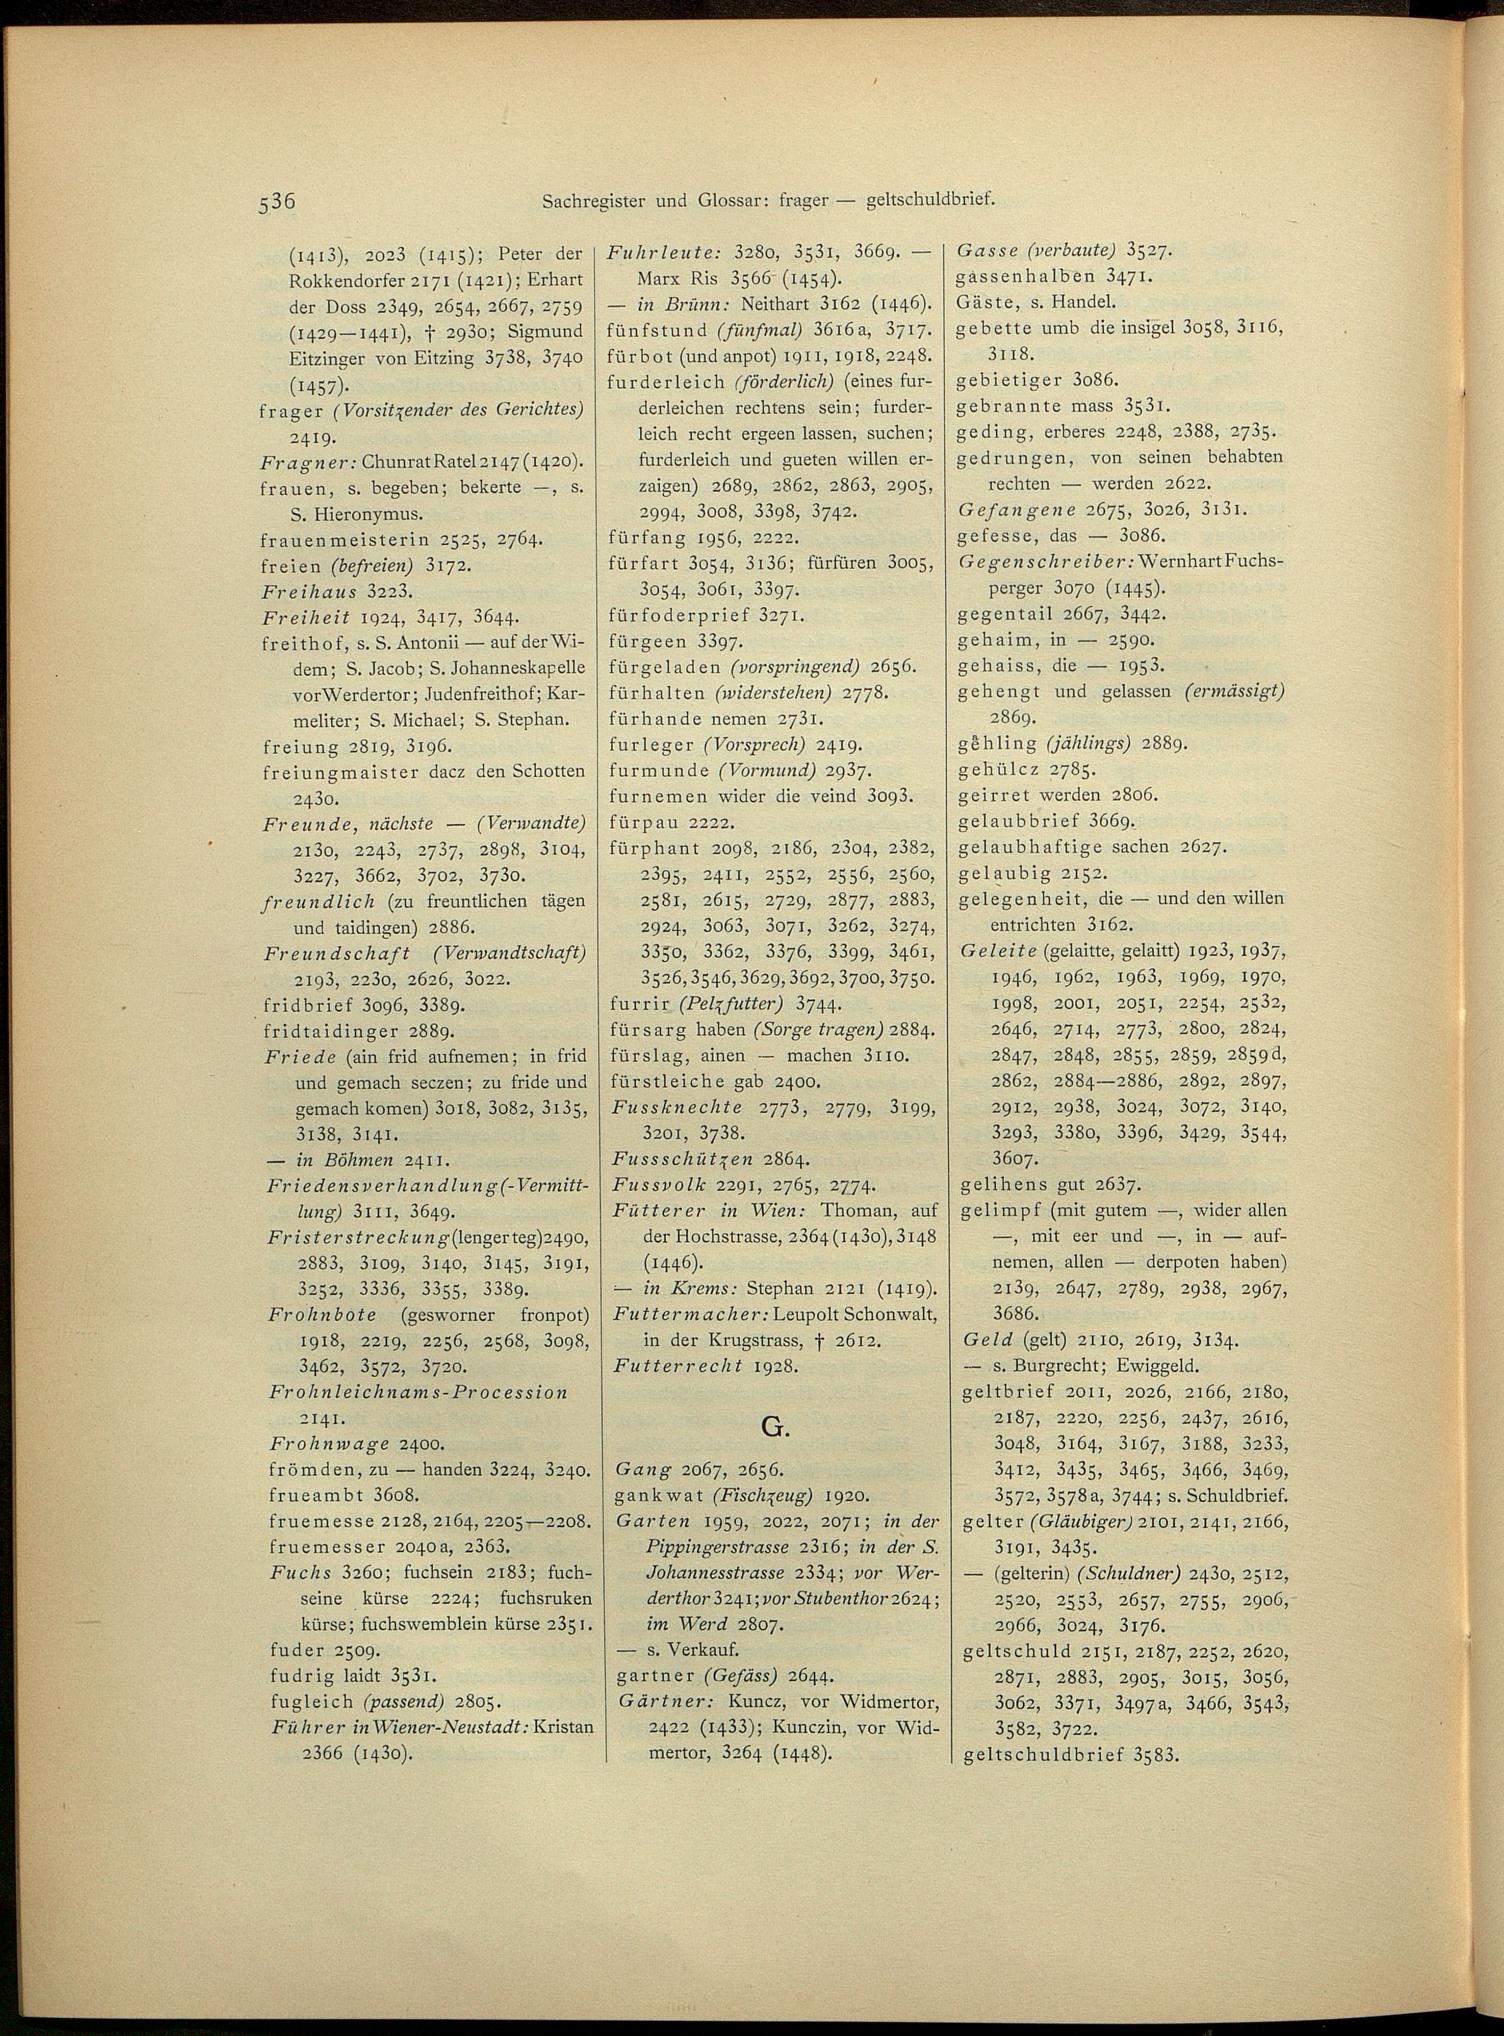 536
Sachregister und Glossar: frager — geltschuldbrief.
(1413), 2023 (1415); Peter der
Rokkendorfer 2171 (1421); Erhart
der Doss 2349, 2654, 2667, 2759
(1429—1441), † 2930; Sigmund
Eitzinger von Eitzing 3738, 3740
(1457).
frager (Vorsitzender des Gerichtes)
2419.
Fragner: Chunrat Ratel 2147 (1420).
frauen, s. begeben; bekerte —, s.
S. Hieronymus.
frauenmeisterin 2525, 2764.
freien (befreien) 3172.
Freihaus 3223.
Freiheit 1924, 3417, 3644.
freithof, s. S. Antonii — auf der Wi-
dem; S. Jacob; S. Johanneskapelle
vor Werdertor; Judenfreithof; Kar-
meliter; S. Michael; S. Stephan.
freiung 2819, 3196.
freiungmaister dacz den Schotten
2430.
Freunde, nächste — (Verwandte)
2130, 2243, 2737, 2898, 3104,
3227, 3662, 3702, 3730.
freundlich (zu freuntlichen tägen
und taidingen) 2886.
Freundschaft (Verwandtschaft)
2193, 2230, 2626, 3022.
fridbrief 3096, 3389.
fridtaidinger 2889.
Friede (ain frid aufnemen; in frid
und gemach seczen; zu fride und
gemach komen) 3018, 3082, 3135,
3138, 3141.
— in Böhmen 2411.
Friedensverhandlung (-Vermitt-
lung) 3111, 3649.
Fristerstreckung (lenger teg) 2490,
2883, 3109, 3140, 3145, 3191,
3252, 3336, 3355, 3389.
Frohnbote (gesworner fronpot)
1918, 2219, 2256, 2568, 3098,
3462, 3572, 3720.
Frohnleichnams-Procession
2141.
Frohnwage 2400.
frömden, zu — handen 3224, 3240.
frueambt 3608.
fruemesse 2128, 2164, 2205—2208.
fruemesser 2040a, 2363.
Fuchs 3260; fuchsein 2183; fuch-
seine kürse 2224; fuchsruken
kürse; fuchswemblein kürse 2351.
fuder 2509.
fudrig laidt 3531.
fugleich (passend) 2805.
Führer in Wiener-Neustadt: Kristan
2366 (1430).
Fuhrleute: 3280, 3531, 3669. —
Marx Ris 3566 (1454).
— in Brünn: Neithart 3162 (1446).
fünfstund (fünfmal) 3616a, 3717.
fürbot (und anpot) 1911, 1918, 2248.
furderleich (förderlich) (eines fur-
derleichen rechtens sein; furder-
leich recht ergeen lassen, suchen;
furderleich und gueten willen er-
zaigen) 2689, 2862, 2863, 2905,
2994, 3008, 3398, 3742.
fürfang 1956, 2222.
fürfart 3054, 3136; fürfüren 3005,
3054, 3061, 3397.
fürfoderprief 3271.
fürgeen 3397.
fürgeladen (vorspringend) 2656.
fürhalten (widerstehen) 2778.
fürhande nemen 2731.
furleger (Vorsprech) 2419.
furmunde (Vormund) 2937.
furnemen wider die veind 3093.
fürpau 2222.
fürphant 2098, 2186, 2304, 2382,
2395, 2411, 2552, 2556, 2560,
2581, 2615, 2729, 2877, 2883,
2924, 3063, 3071, 3262, 3274,
3350, 3362, 3376, 3399, 3461,
3526, 3546, 3629, 3692, 3700, 3750.
furrir (Pelzfutter) 3744.
fürsarg haben (Sorge tragen) 2884.
fürslag, ainen — machen 3110.
fürstleiche gab 2400.
Fussknechte 2773, 2779, 3199,
3201, 3738.
Fussschützen 2864.
Fussvolk 2291, 2765, 2774.
Fütterer in Wien: Thoman, auf
der Hochstrasse, 2364 (1430), 3148
(1446).
— in Krems: Stephan 2121 (1419).
Futtermacher: Leupolt Schonwalt,
in der Krugstrass, † 2612.
Futterrecht 1928.
G.
Gang 2067, 2656.
gankwat (Fischzeug) 1920.
Garten 1959, 2022, 2071; in der
Pippingerstrasse 2316; in der S.
Johannesstrasse 2334; vor Wer-
derthor 3241; vor Stubenthor 2624;
im Werd 2807.
— s. Verkauf.
gartner (Gefäss) 2644.
Gärtner: Kuncz, vor Widmertor,
2422 (1433); Kunczin, vor Wid-
mertor, 3264 (1448).
Gasse (verbaute) 3527.
gassenhalben 3471.
Gäste, s. Handel.
gebette umb die insigel 3058, 3116,
3118.
gebietiger 3086.
gebrannte mass 3531.
geding, erberes 2248, 2388, 2735.
gedrungen, von seinen behabten
rechten — werden 2622.
Gefangene 2675, 3026, 3131.
gefesse, das — 3086.
Gegenschreiber: Wernhart Fuchs-
perger 3070 (1445).
gegentail 2667, 3442.
gehaim, in — 2590.
gehaiss, die — 1953.
gehengt und gelassen (ermässigt)
2869.
gêhling (jählings) 2889.
gehülcz 2785.
geirret werden 2806.
gelaubbrief 3669.
gelaubhaftige sachen 2627.
gelaubig 2152.
gelegenheit, die — und den willen
entrichten 3162.
Geleite (gelaitte, gelaitt) 1923, 1937,
1946, 1962, 1963, 1969, 1970,
1998, 2001, 2051, 2254, 2532,
2646, 2714, 2773, 2800, 2824,
2847, 2848, 2855, 2859, 2859d,
2862, 2884—2886, 2892, 2897,
2912, 2938, 3024, 3072, 3140,
3293, 3380, 3396, 3429, 3544,
3607.
gelihens gut 2637.
gelimpf (mit gutem —, wider allen
—, mit eer und —, in — auf-
nemen, allen — derpoten haben)
2139, 2647, 2789, 2938, 2967,
3686.
Geld (gelt) 2110, 2619, 3134.
— s. Burgrecht; Ewiggeld.
geltbrief 2011, 2026, 2166, 2180,
2187, 2220, 2256, 2437, 2616,
3048, 3164, 3167, 3188, 3233,
3412, 3435, 3465, 3466, 3469,
3572, 3578a, 3744; s. Schuldbrief.
gelter (Gläubiger) 2101, 2141, 2166,
3191, 3435.
— (gelterin) (Schuldner) 2430, 2512,
2520, 2553, 2657, 2755, 2906,
2966, 3024, 3176.
geltschuld 2151, 2187, 2252, 2620,
2871, 2883, 2905, 3015, 3056,
3062, 3371, 3497a, 3466, 3543,
3582, 3722.
geltschuldbrief 3583.